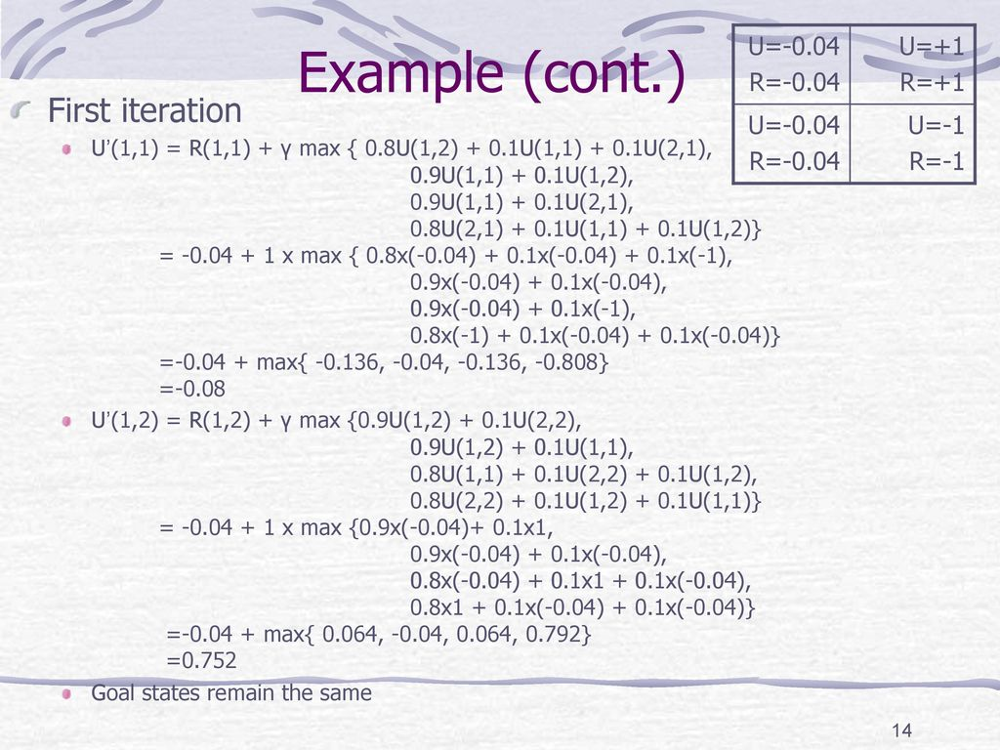 Example (cont.)
U=-0.04 U=+1
R=-0.04 R=+1
U=-0.04 U=-1
R=-0.04 R=-1
First iteration
U’(1,1) = R(1,1) + γ max { 0.8U(1,2) + 0.1U(1,1) + 0.1U(2,1),
0.9U(1,1) + 0.1U(1,2),
0.9U(1,1) + 0.1U(2,1),
0.8U(2,1) + 0.1U(1,1) + 0.1U(1,2)}
= -0.04 + 1 x max { 0.8x(-0.04) + 0.1x(-0.04) + 0.1x(-1),
0.9x(-0.04) + 0.1x(-0.04),
0.9x(-0.04) + 0.1x(-1),
0.8x(-1) + 0.1x(-0.04) + 0.1x(-0.04)}
=-0.04 + max{ -0.136, -0.04, -0.136, -0.808}
=-0.08
U’(1,2) = R(1,2) + γ max {0.9U(1,2) + 0.1U(2,2),
0.9U(1,2) + 0.1U(1,1),
0.8U(1,1) + 0.1U(2,2) + 0.1U(1,2),
0.8U(2,2) + 0.1U(1,2) + 0.1U(1,1)}
= -0.04 + 1 x max {0.9x(-0.04)+ 0.1x1,
0.9x(-0.04) + 0.1x(-0.04),
0.8x(-0.04) + 0.1x1 + 0.1x(-0.04),
0.8x1 + 0.1x(-0.04) + 0.1x(-0.04)}
=-0.04 + max{ 0.064, -0.04, 0.064, 0.792}
=0.752
Goal states remain the same
14